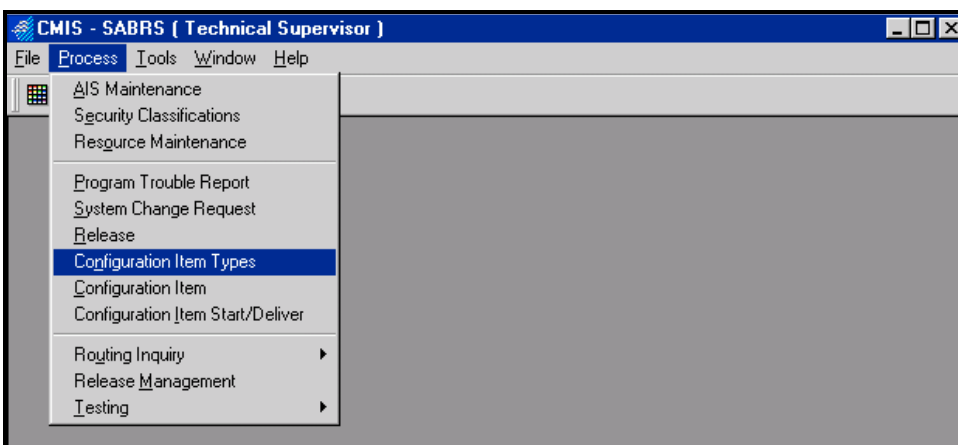 CMIS - SABRS ( Technical Supervisor )
File Process Tools Window Help
AIS Maintenance
Security Classifications
Resource Maintenance
Program Trouble Report
System Change Request
Release
Configuration Item Types
Configuration Item
Configuration Item Start/Deliver
Routing Inquiry
Release Management
Testing